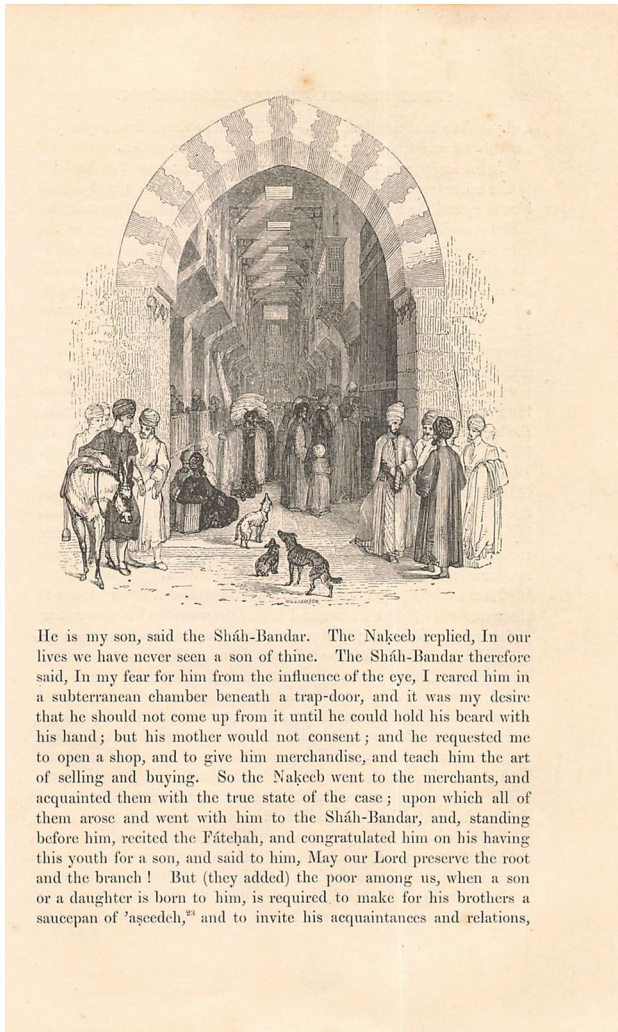 WILLIAMSON
He is my son, said the Sháh-Bandar. The Naḳeeb replied, In our
lives we have never seen a son of thine. The Sháh-Bandar therefore
said, In my fear for him from the influence of the eye, I reared him in
a subterranean chamber beneath a trap-door, and it was my desire
that he should not come up from it until he could hold his beard with
his hand; but his mother would not consent; and he requested me
to open a shop, and to give him merchandise, and teach him the art
of selling and buying. So the Naḳeeb went to the merchants, and
acquainted them with the true state of the case; upon which all of
them arose and went with him to the Sháh-Bandar, and, standing
before him, recited the Fáteḥah, and congratulated him on his having
this youth for a son, and said to him, May our Lord preserve the root
and the branch! But (they added) the poor among us, when a son
or a daughter is born to him, is required to make for his brothers a
saucepan of ’aṣeedeh,²³ and to invite his acquaintances and relations,